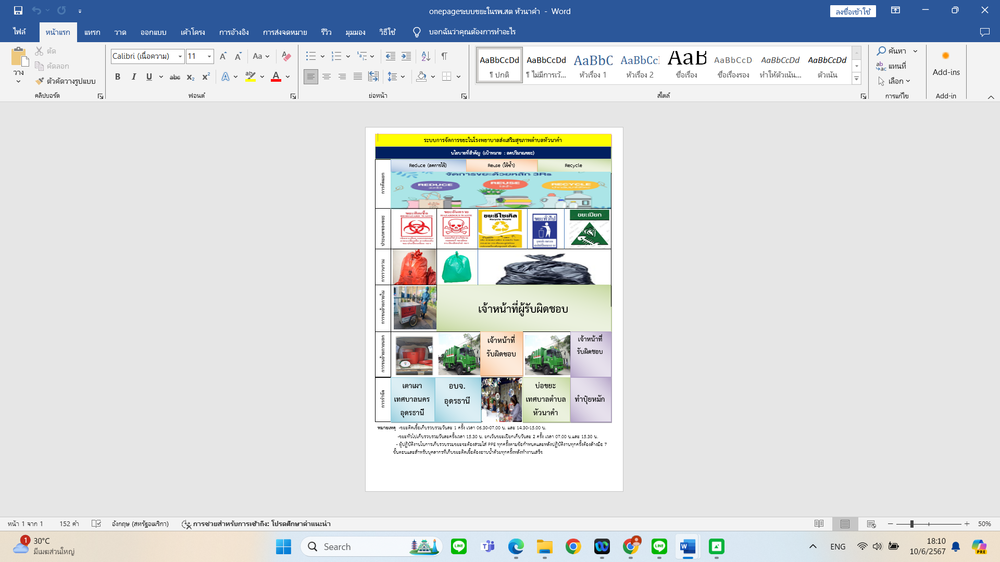 onepageระบบขยะในรพ.สต หัวนาคำ - Word
ลงชื่อเข้าใช้
ไฟล์ หน้าแรก แทรก วาด ออกแบบ เค้าโครง การอ้างอิง การส่งจดหมาย รีวิว มุมมอง วิธีใช้ บอกฉันว่าคุณต้องการทำอะไร
วาง
ตัด
คัดลอก
ตัวคัดวางรูปแบบ
คลิปบอร์ด
Calibri (เนื้อความ) 11
ฟอนต์
ย่อหน้า
AaBbCcDd AaBbCcDd AaBbC AaBbCcI AaB AaBbCcD AaBbCcDd AaBbCcDd
¶ ปกติ ¶ ไม่มีการเว้... หัวเรื่อง 1 หัวเรื่อง 2 ชื่อเรื่อง ชื่อเรื่องรอง ทำให้ตัวเน้น... ตัวเน้น
สไตล์
ค้นหา
แทนที่
เลือก
การแก้ไข
Add-ins
Add-in
ระบบการจัดการขยะในโรงพยาบาลส่งเสริมสุขภาพตำบลหัวนาคำ
นโยบายที่สำคัญ (เป้าหมาย : ลดปริมาณขยะ)
การคัดแยก
Reduce (ลดการใช้) Reuse (ใช้ซ้ำ) Recycle
จัดการขยะด้วยหลัก 3Rs
REDUCE REUSE RECYCLE
ประเภทของขยะ
ขยะติดเชื้อ
BIOHAZARD WASTE
ขยะอันตราย
HAZARDOUS WASTE
ขยะรีไซเคิล
Recycle Waste
ขยะทั่วไป
ขยะเปียก
การรวบรวม
การขนย้ายภายใน
เจ้าหน้าที่ผู้รับผิดชอบ
การขนย้ายภายนอก
เจ้าหน้าที่
รับผิดชอบ
เจ้าหน้าที่
รับผิดชอบ
การกำจัด
เตาเผา
เทศบาลนคร
อุดรธานี
อบจ.
อุดรธานี
บ่อขยะ
เทศบาลตำบล
หัวนาคำ
ทำปุ๋ยหมัก
หมายเหตุ -ขยะติดเชื้อเก็บรวบรวมวันละ 1 ครั้ง เวลา 06.30-07.00 น. และ 14.30-15.00 น.
-ขยะทั่วไปเก็บรวบรวมวันละครั้งเวลา 15.30 น. ยกเว้นขยะเปียกเก็บวันละ 2 ครั้ง เวลา 07.00 น.และ 15.30 น.
- ผู้ปฏิบัติงานในการเก็บรวบรวมขยะจะต้องสวมใส่ PPE ทุกครั้งตามข้อกำหนดและหลังปฏิบัติงานทุกครั้งต้องล้างมือ 7
ขั้นตอนและสำหรับบุคลากรที่เก็บขยะติดเชื้อต้องอาบน้ำด้วยทุกครั้งหลังทำงานเสร็จ
หน้า 1 จาก 1 152 คำ อังกฤษ (สหรัฐอเมริกา) การช่วยสำหรับการเข้าถึง: โปรดศึกษาคำแนะนำ 50%
1 30°C
มีเมฆส่วนใหญ่
Search
ENG
18:10
10/6/2567
PRE